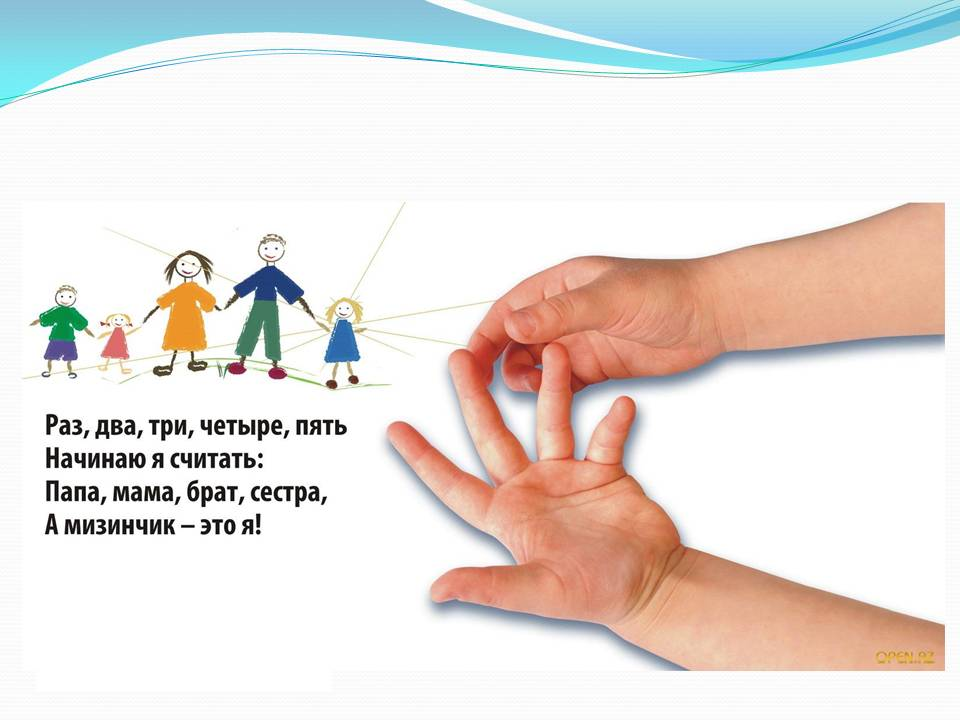 Раз, два, три, четыре, пять
Начинаю я считать:
Папа, мама, брат, сестра,
А мизинчик – это я!
OPEN.AZ